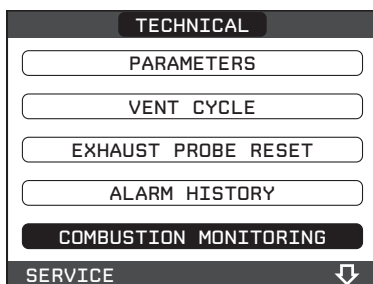 TECHNICAL
PARAMETERS
VENT CYCLE
EXHAUST PROBE RESET
ALARM HISTORY
COMBUSTION MONITORING
SERVICE